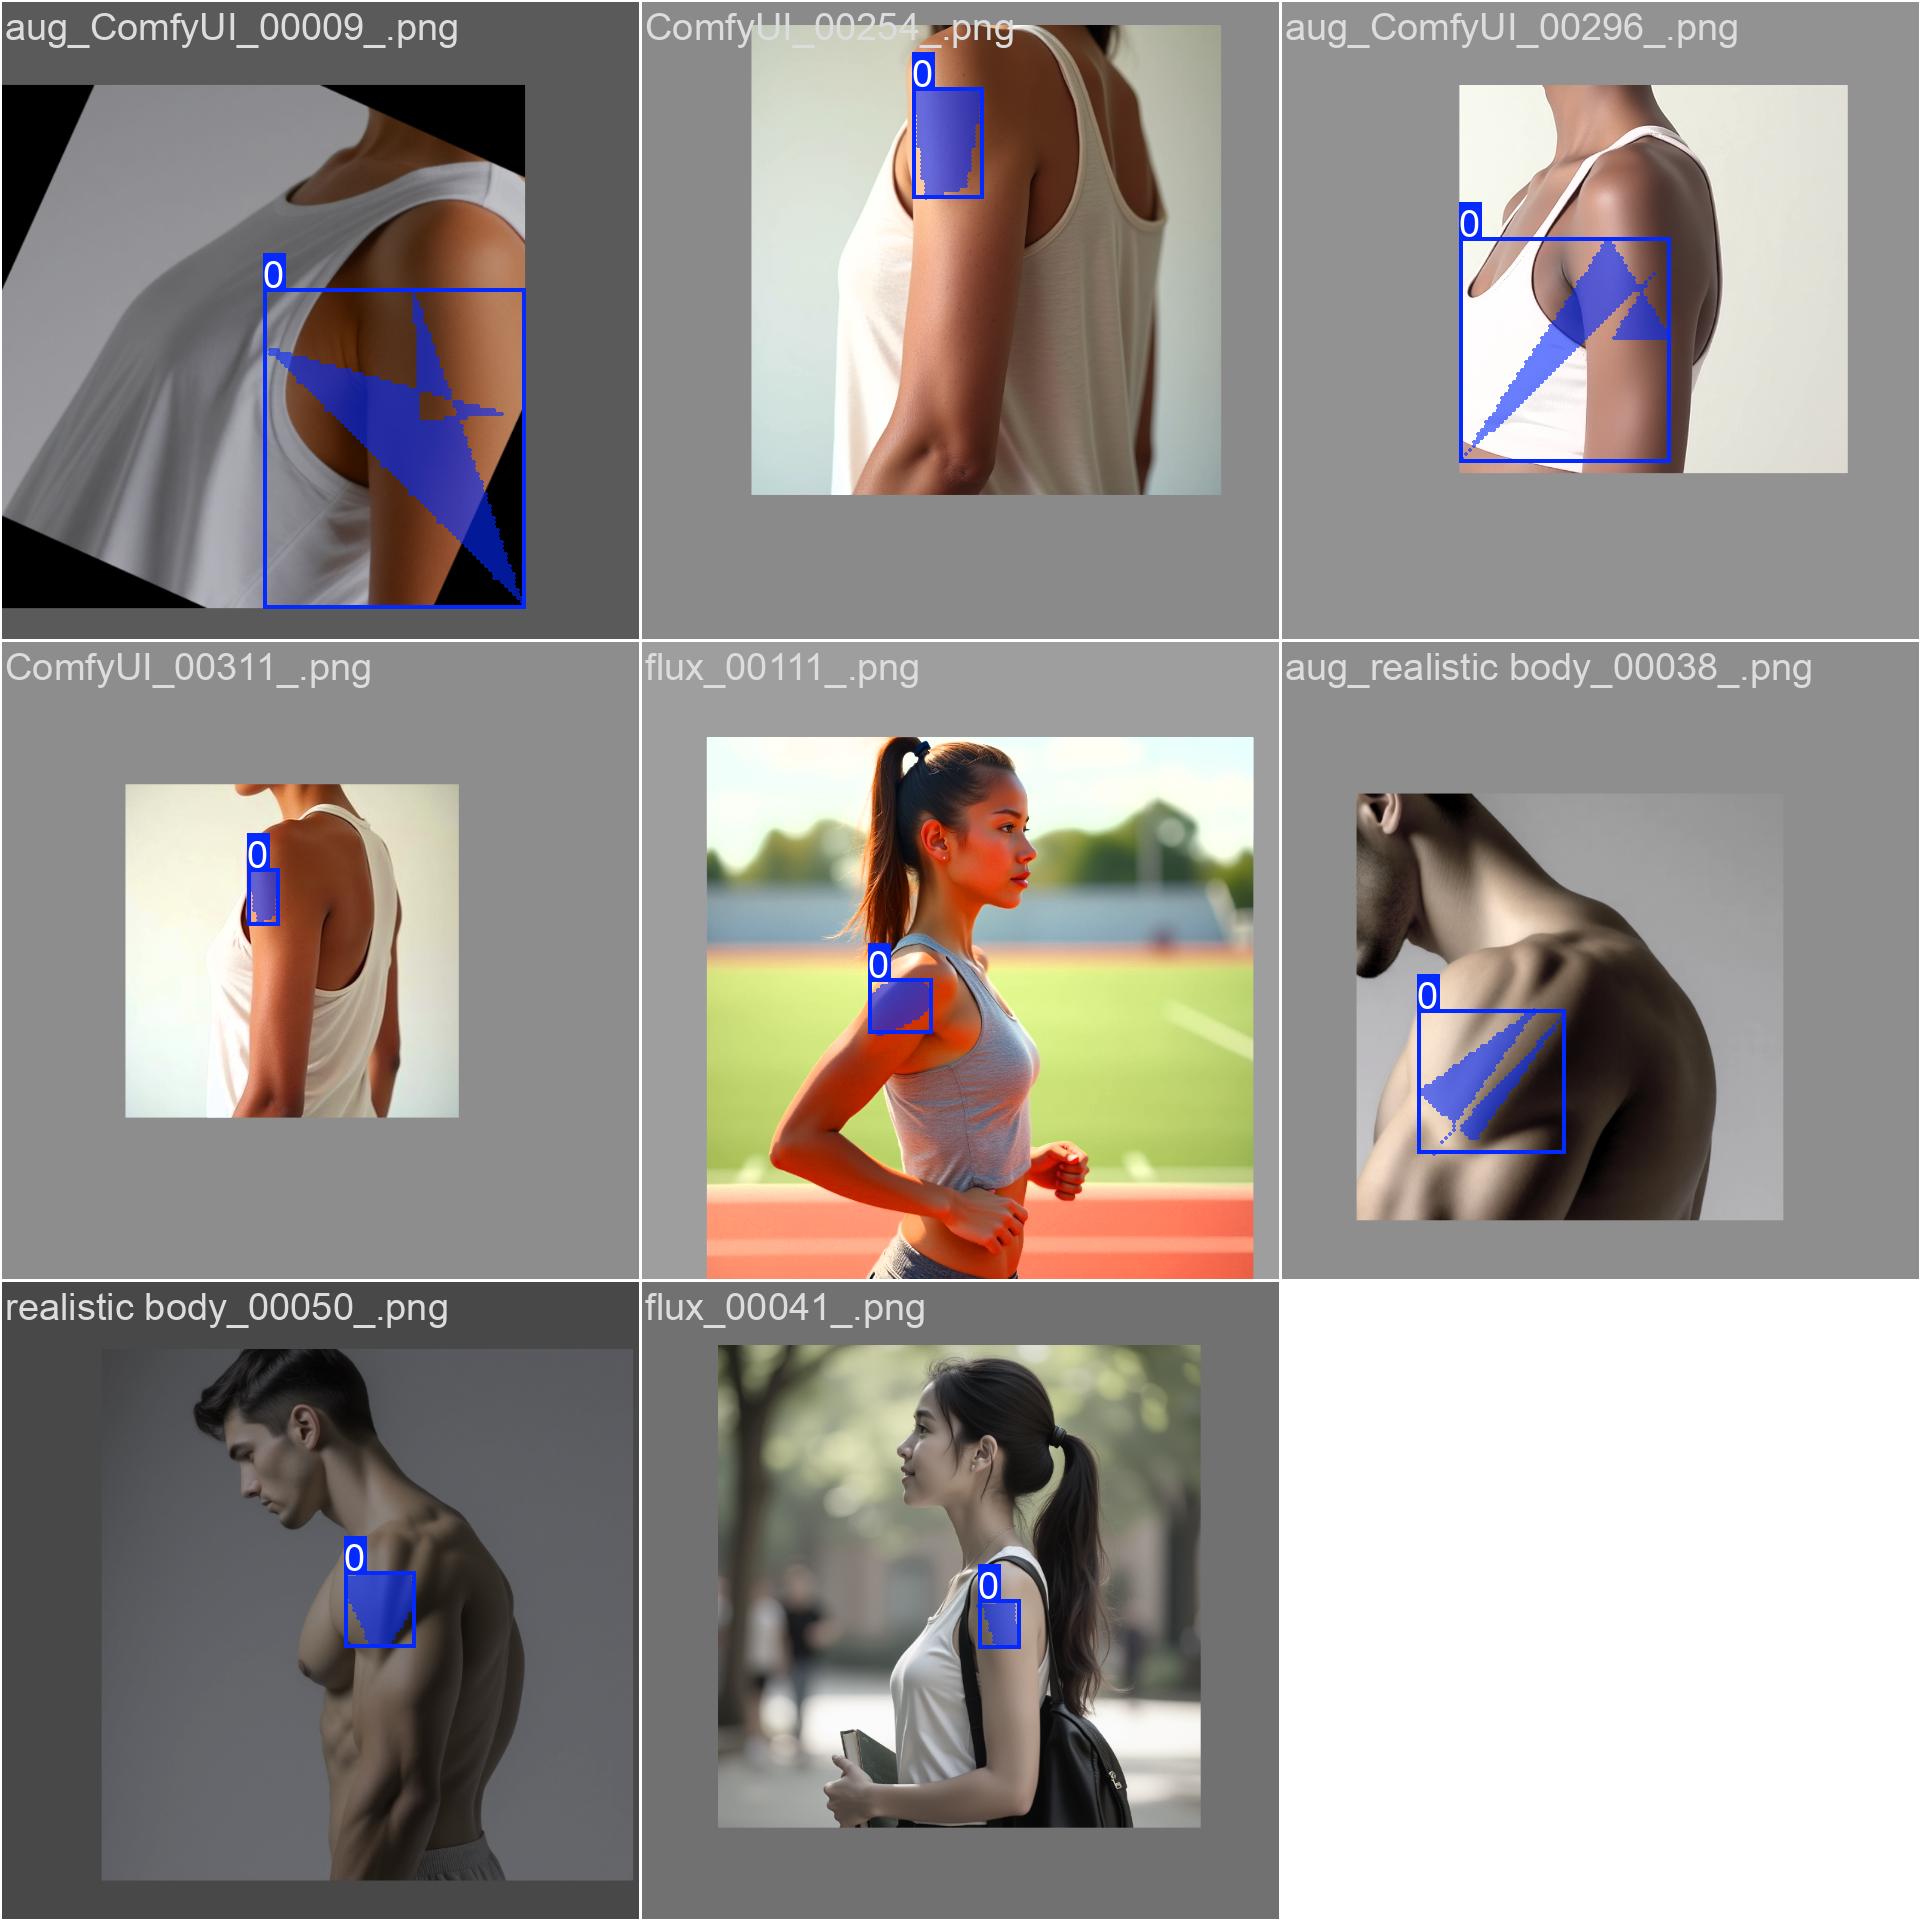 aug_ComfyUI_00009_.png
ComfyUI_00254_.png
aug_ComfyUI_00296_.png
0
0
0
ComfyUI_00311_.png
flux_00111_.png
aug_realistic body_00038_.png
0
0
0
realistic body_00050_.png
flux_00041_.png
0
0